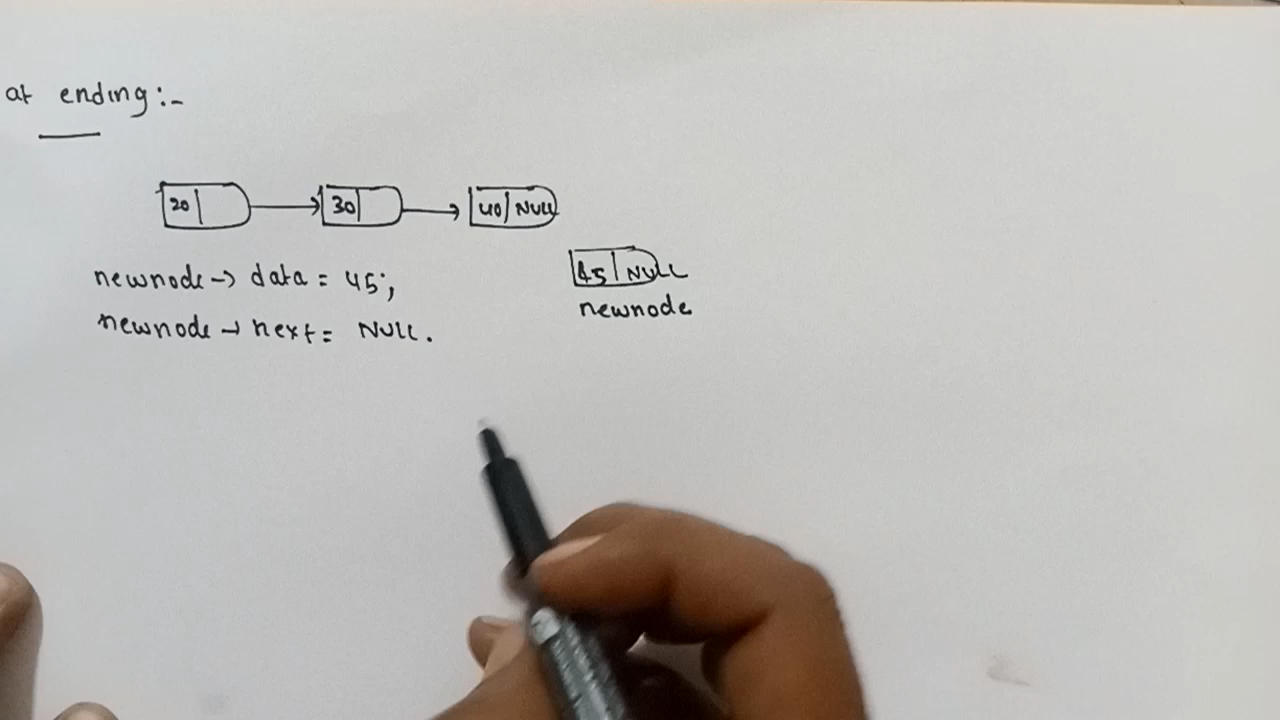 at ending:-
20 30 40 NULL
45 NULL
newnode → data = 45;
newnode
newnode → next = NULL.